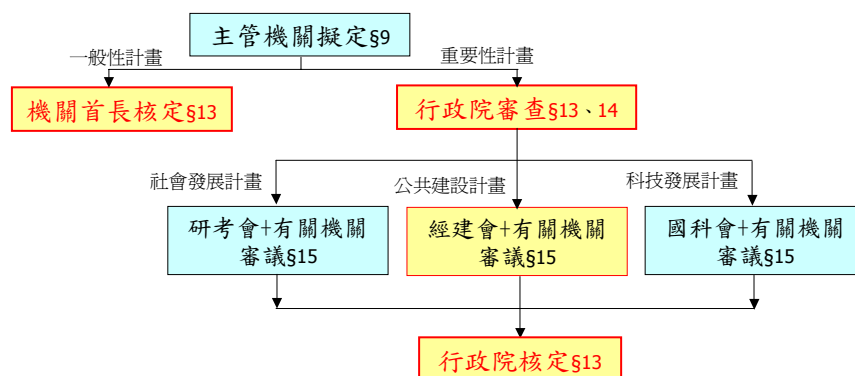 主管機關擬定§9
一般性計畫
重要性計畫
機關首長核定§13
行政院審查§13、14
社會發展計畫
公共建設計畫
科技發展計畫
研考會+有關機關
審議§15
經建會+有關機關
審議§15
國科會+有關機關
審議§15
行政院核定§13